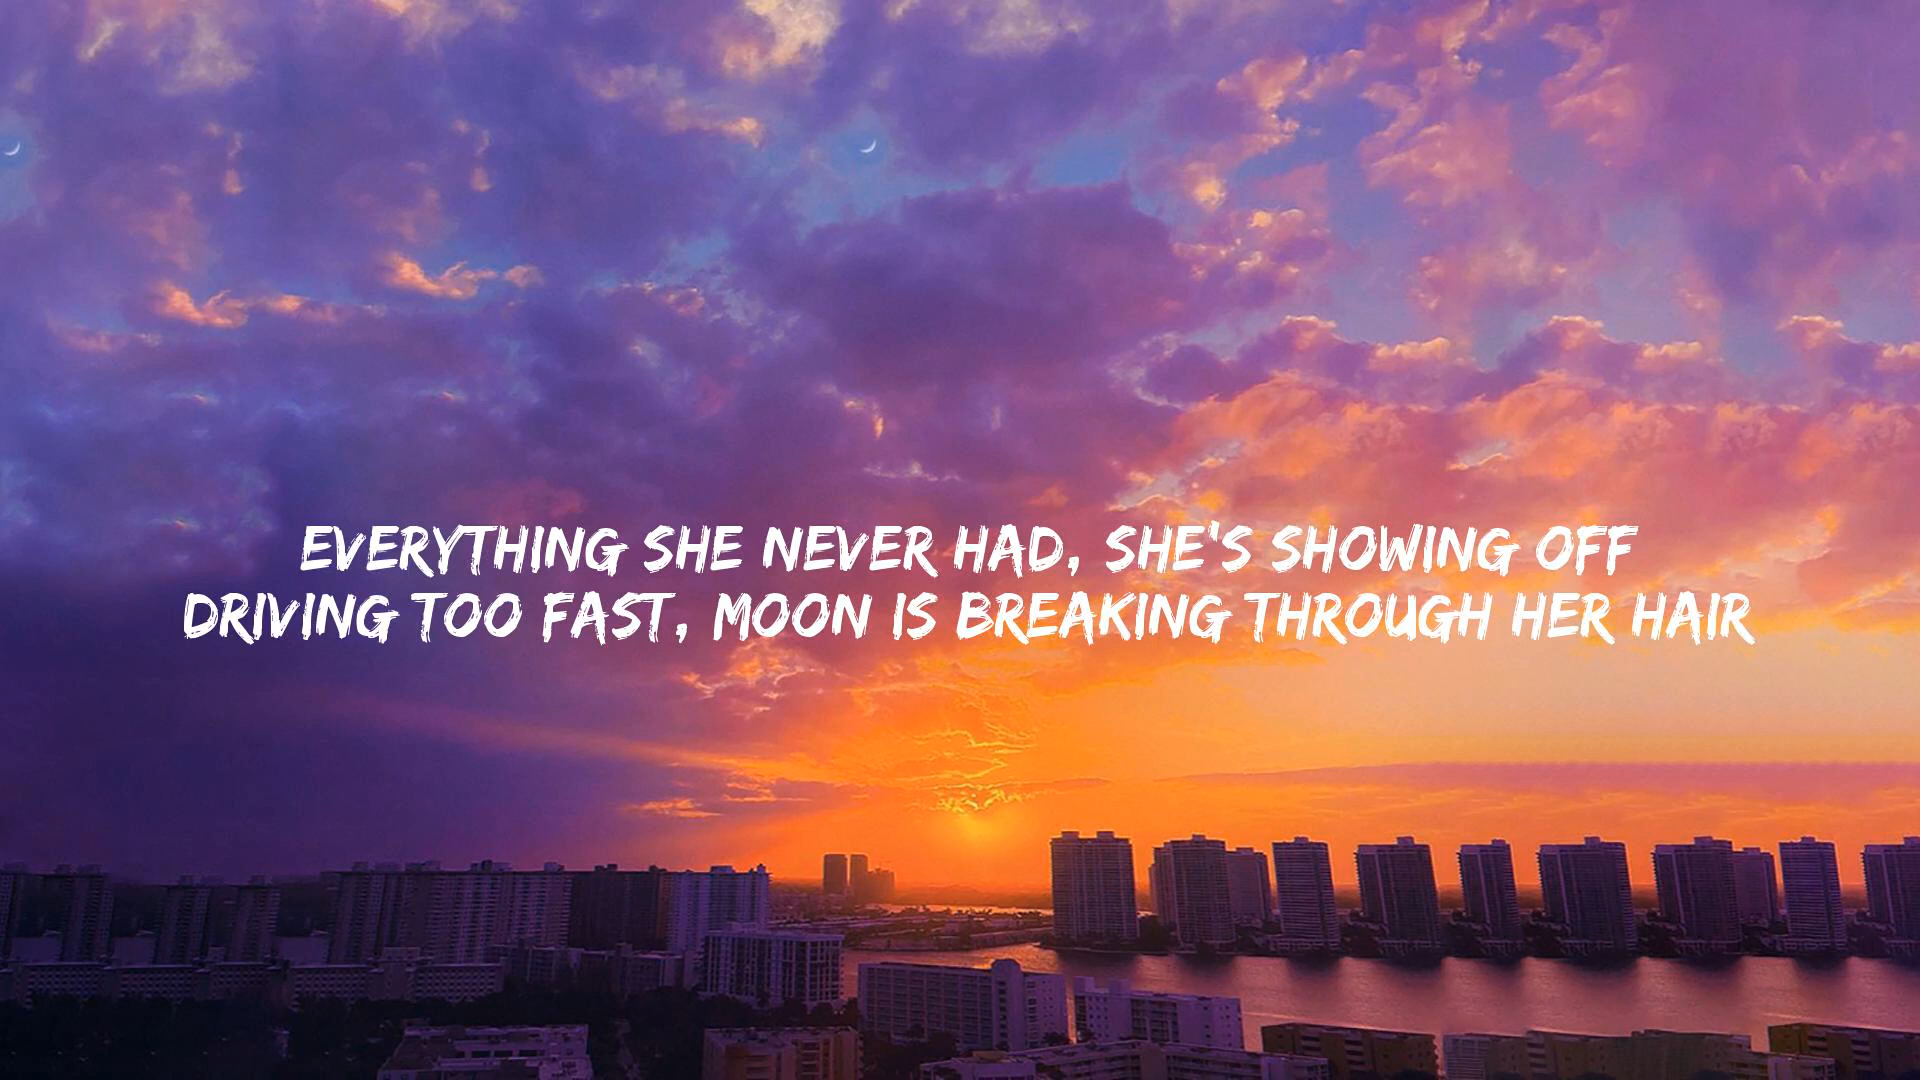 EVERYTHING SHE NEVER HAD, SHE'S SHOWING OFF
DRIVING TOO FAST, MOON IS BREAKING THROUGH HER HAIR